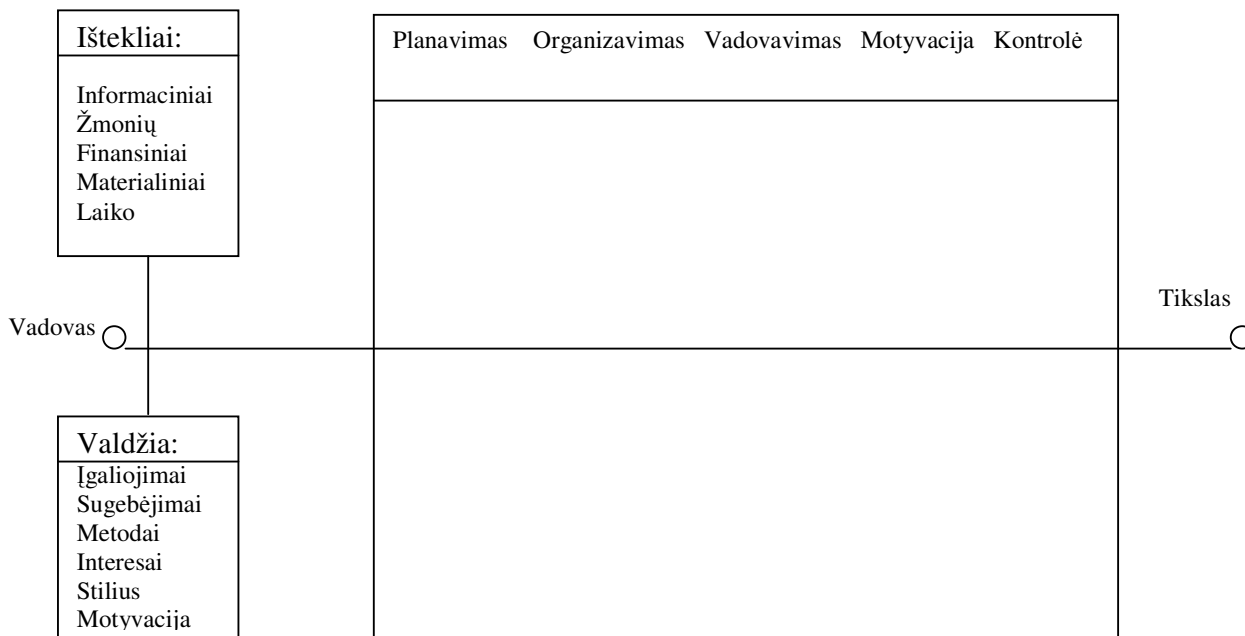 Ištekliai:
Informaciniai
Žmonių
Finansiniai
Materialiniai
Laiko
Planavimas Organizavimas Vadovavimas Motyvacija Kontrolė
Vadovas
Tikslas
Valdžia:
Įgaliojimai
Sugebėjimai
Metodai
Interesai
Stilius
Motyvacija